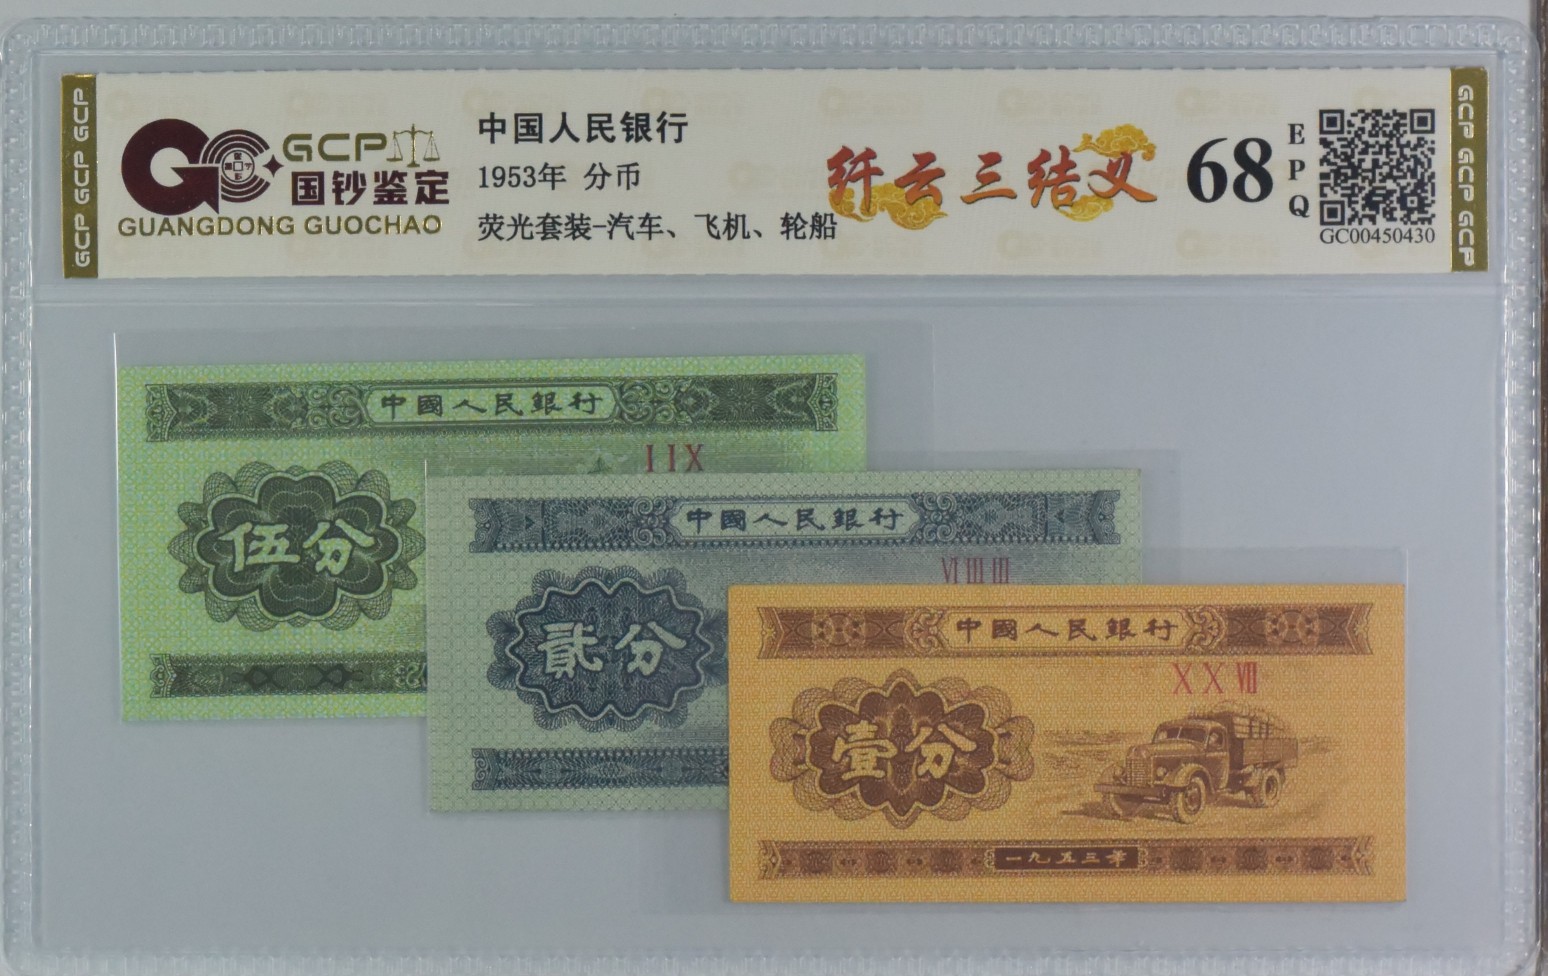 GCP GCP GCP
GCP
国钞鉴定
GUANGDONG GUOCHAO
中国人民银行
1953年 分币
荧光套装-汽车、飞机、轮船
纤云三结义
68
EPQ
GC00450430
GCP GCP GCP
中國人民銀行
IIX
伍分
中國人民銀行
VI III III
貳分
中國人民銀行
X X VII
壹分
一九五三年